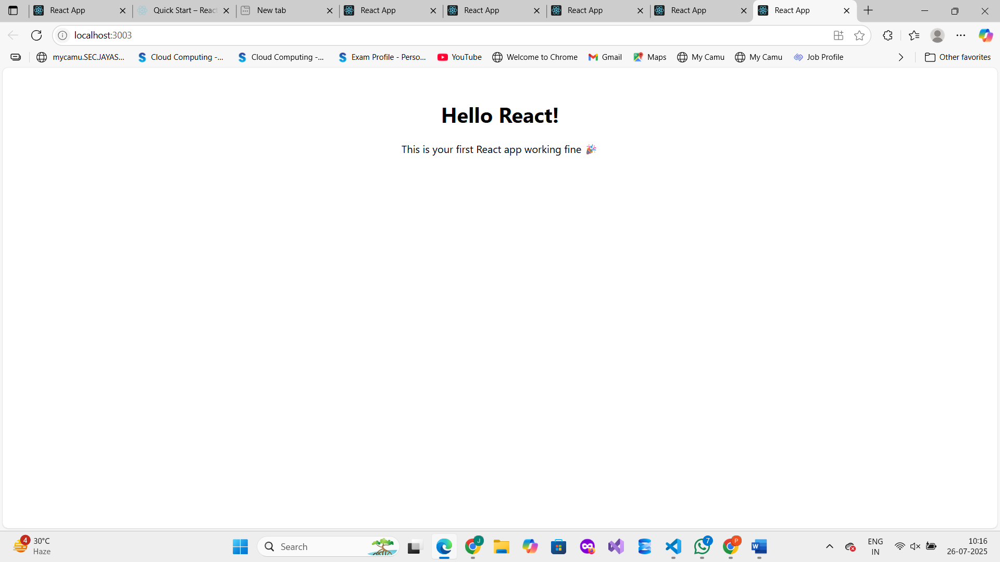 React App
Quick Start – React
New tab
React App
React App
React App
React App
React App
localhost:3003
mycamu.SEC.JAYAS...
Cloud Computing -...
Cloud Computing -...
Exam Profile - Perso...
YouTube
Welcome to Chrome
Gmail
Maps
My Camu
My Camu
Job Profile
Other favorites
Hello React!
This is your first React app working fine 🎉
4
30°C
Haze
Search
J
7
P
ENG
IN
10:16
26-07-2025